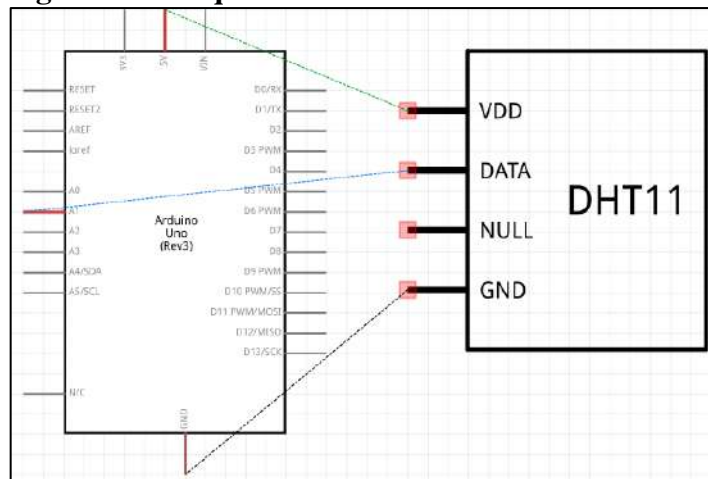 3V3
5V
VIN
RESET
RESET2
AREF
ioref
A0
A1
A2
A3
A4/SDA
A5/SCL
N/C
D0/RX
D1/TX
D2
D3 PWM
D4
D5 PWM
D6 PWM
D7
D8
D9 PWM
D10 PWM/SS
D11 PWM/MOSI
D12/MISO
D13/SCK
Arduino
Uno
(Rev3)
GND
VDD
DATA
NULL
GND
DHT11